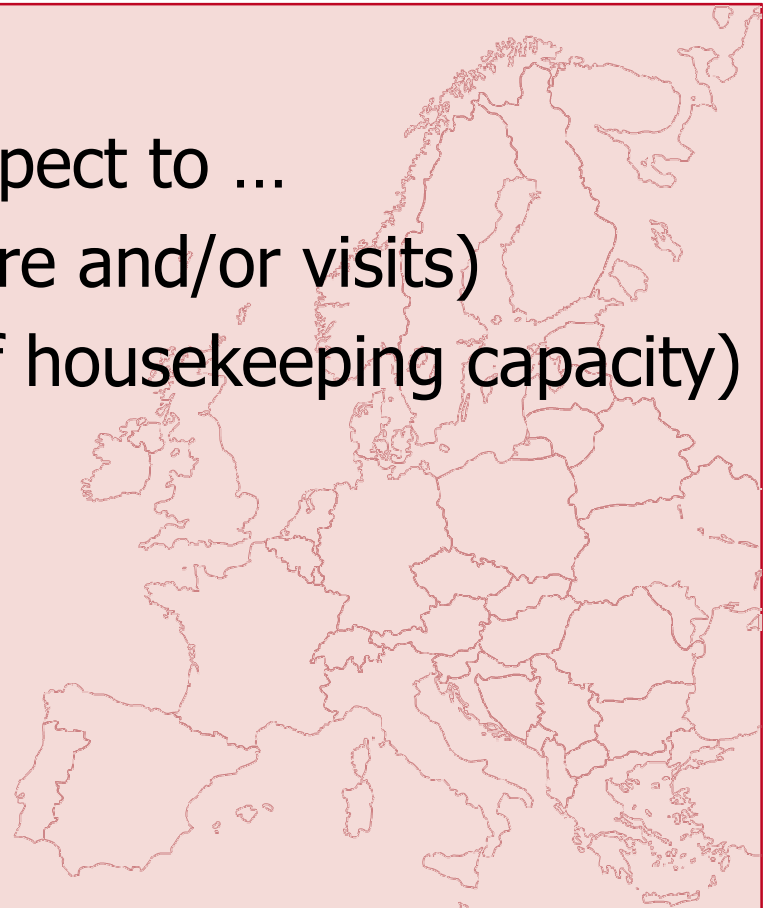 pect to ...
re and/or visits)
f housekeeping capacity)